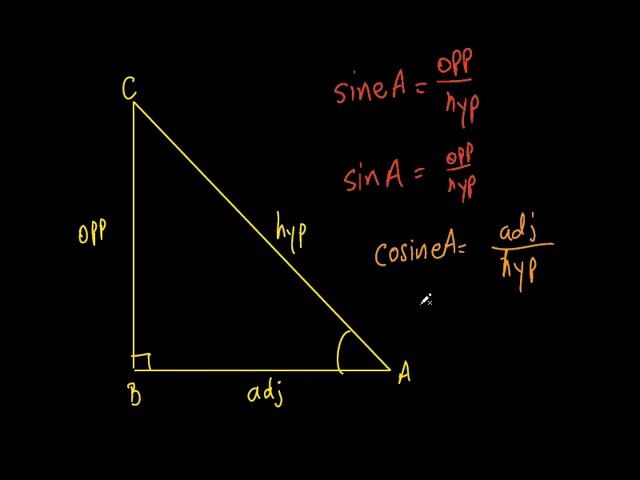 C
opp
hyp
B
adj
A
sine A = opp/hyp
sin A = opp/hyp
cosine A = adj/hyp